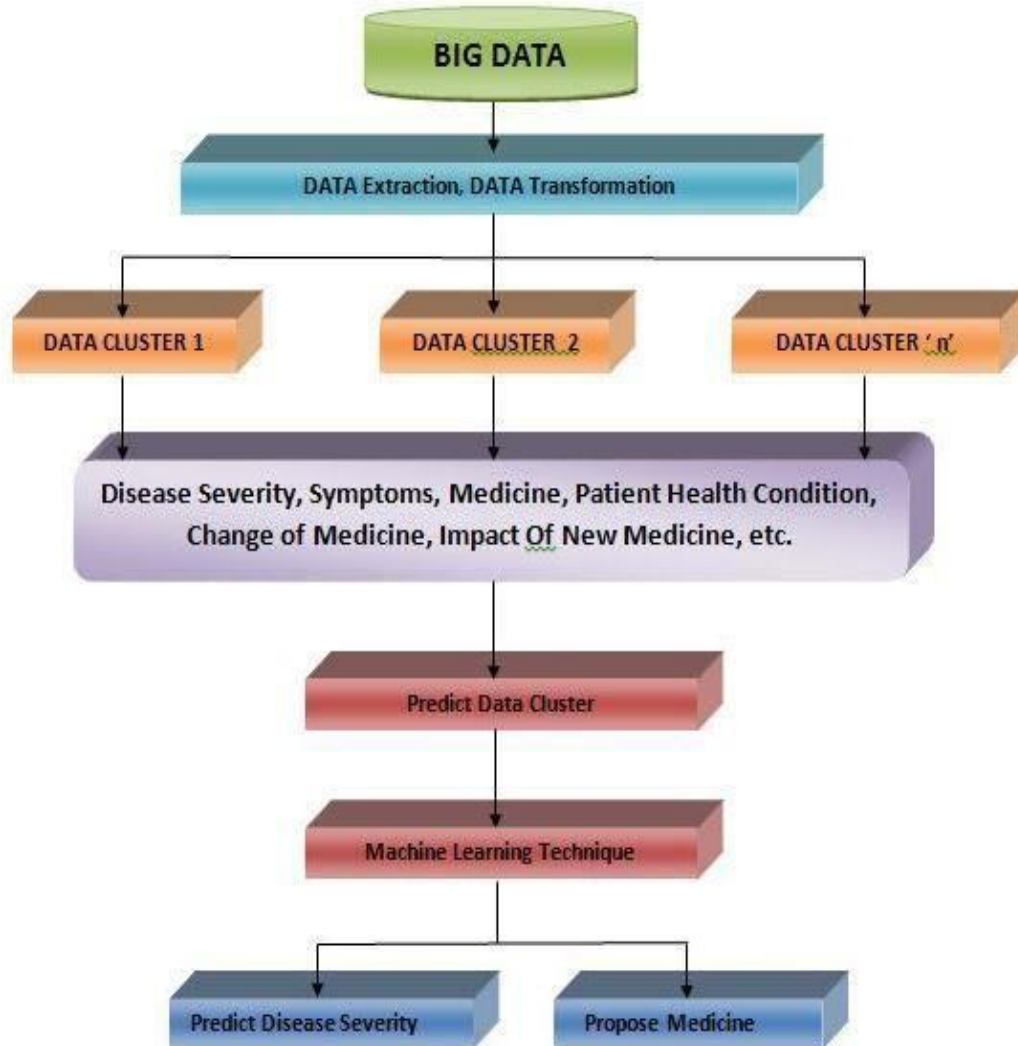 BIG DATA
DATA Extraction, DATA Transformation
DATA CLUSTER 1
DATA CLUSTER 2
DATA CLUSTER ‘ n’
Disease Severity, Symptoms, Medicine, Patient Health Condition,
Change of Medicine, Impact Of New Medicine, etc.
Predict Data Cluster
Machine Learning Technique
Predict Disease Severity
Propose Medicine